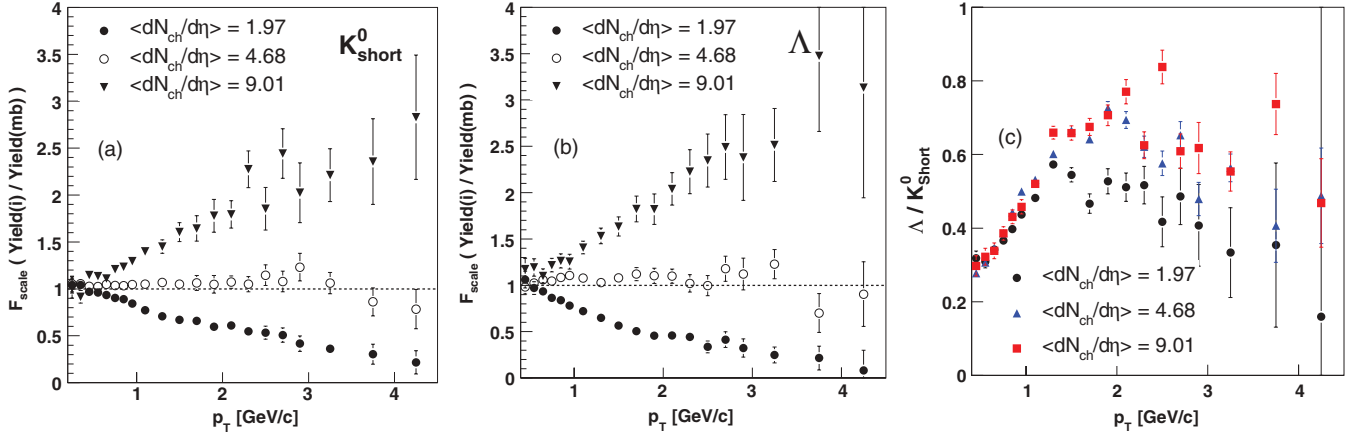 F_scale ( Yield(i) / Yield(mb))
4
3.5
3
2.5
2
1.5
1
0.5
0
<dN_ch/dη> = 1.97
<dN_ch/dη> = 4.68
<dN_ch/dη> = 9.01
K^0_short
(a)
1 2 3 4
p_T [GeV/c]
F_scale ( Yield(i) / Yield(mb))
4
3.5
3
2.5
2
1.5
1
0.5
0
<dN_ch/dη> = 1.97
<dN_ch/dη> = 4.68
<dN_ch/dη> = 9.01
Λ
(b)
1 2 3 4
p_T [GeV/c]
Λ / K^0_Short
1
0.8
0.6
0.4
0.2
0
(c)
<dN_ch/dη> = 1.97
<dN_ch/dη> = 4.68
<dN_ch/dη> = 9.01
1 2 3 4
p_T [GeV/c]